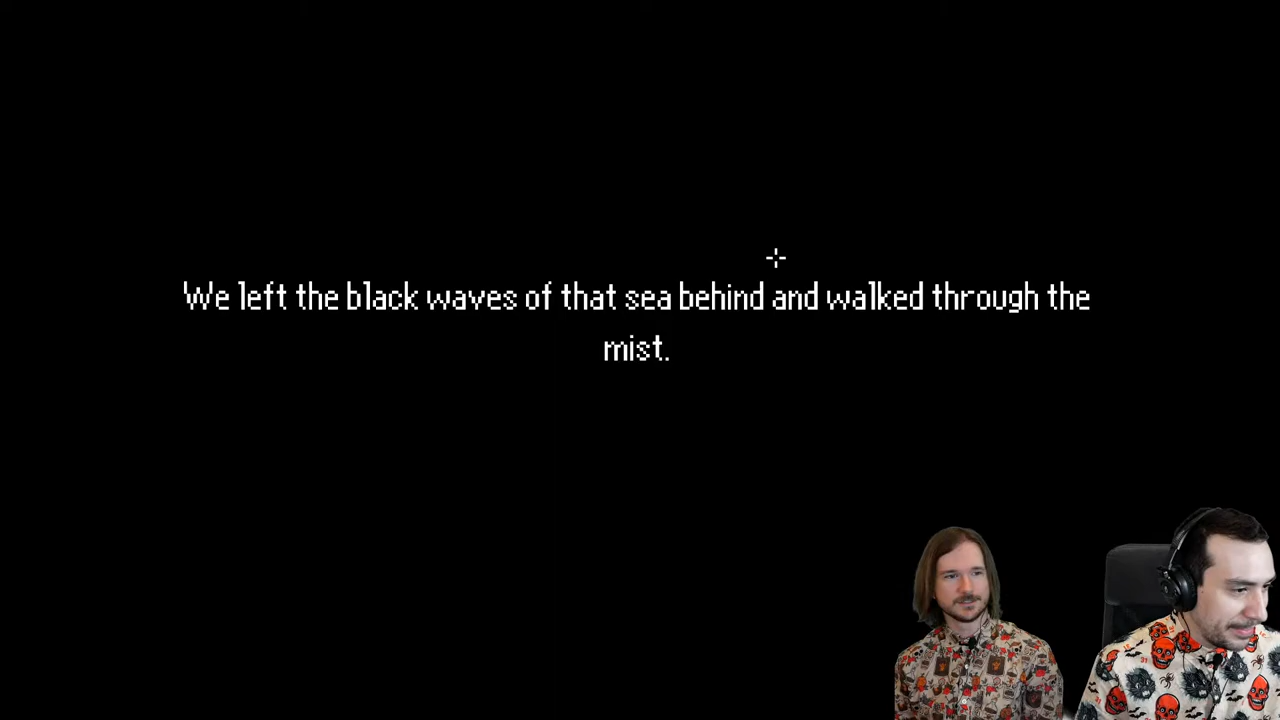 We left the black waves of that sea behind and walked through the
mist.